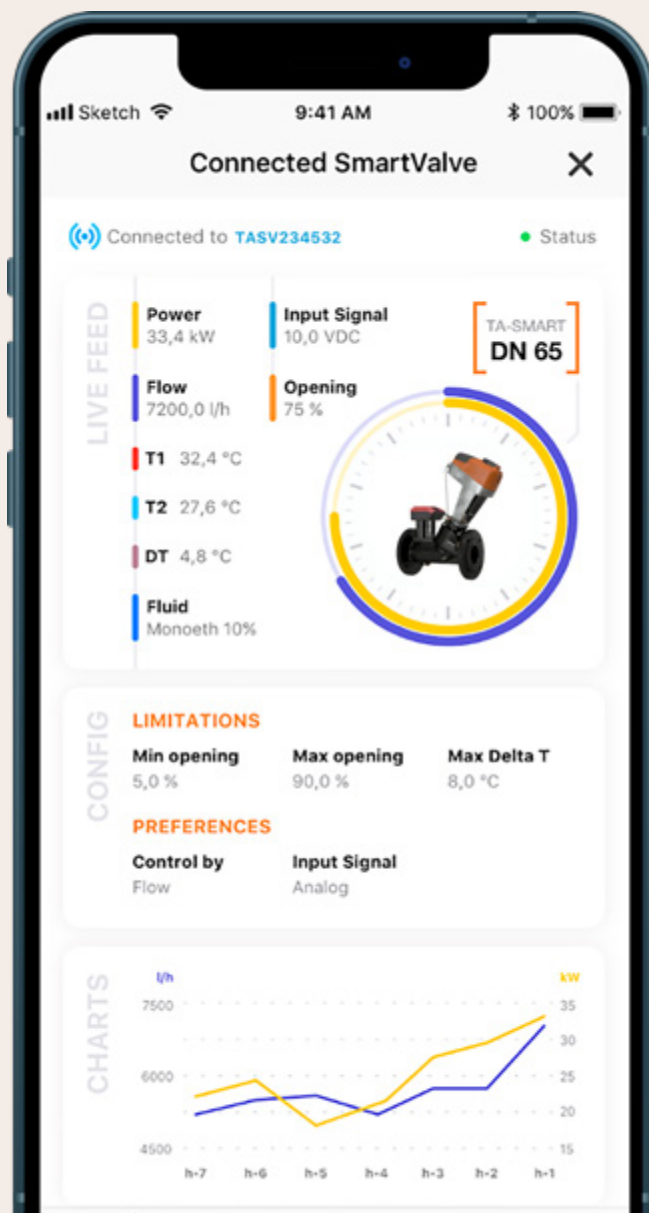 Sketch 9:41 AM 100%
Connected SmartValve
Connected to TASV234532 Status
LIVE FEED
Power
33,4 kW
Input Signal
10,0 VDC
TA-SMART
DN 65
Flow
7200,0 l/h
Opening
75 %
T1 32,4 °C
T2 27,6 °C
DT 4,8 °C
Fluid
Monoeth 10%
CONFIG
LIMITATIONS
Min opening Max opening Max Delta T
5,0 % 90,0 % 8,0 °C
PREFERENCES
Control by Input Signal
Flow Analog
CHARTS
l/h kW
7500 35
30
6000 25
20
4500 15
h-7 h-6 h-5 h-4 h-3 h-2 h-1